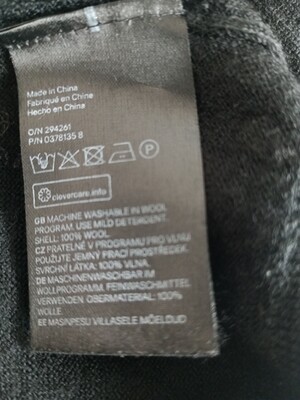 Made in China
Fabriqué en Chine
Hecho en China
O/N 294261
P/N 0378135 8
P
clevercare.info
GB MACHINE WASHABLE IN WOOL
PROGRAM. USE MILD DETERGENT.
SHELL: 100% WOOL
CZ PRATELNÉ V PROGRAMU PRO VLNU
POUŽIJTE JEMNÝ PRACÍ PROSTŘEDEK.
SVRCHNÍ LÁTKA: 100% VLNA.
DE MASCHINENWASCHBAR IM
WOLLPROGRAMM. FEINWASCHMITTEL
VERWENDEN. OBERMATERIAL: 100%
WOLLE.
EE MASINPESU VILLASELE MÕELDUD